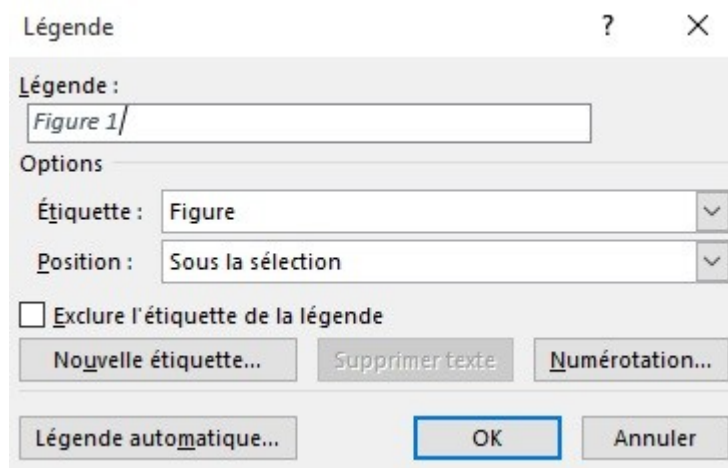 Légende ? ✕
Légende :
Figure 1
Options
Étiquette : Figure
Position : Sous la sélection
Exclure l'étiquette de la légende
Nouvelle étiquette... Supprimer texte Numérotation...
Légende automatique... OK Annuler